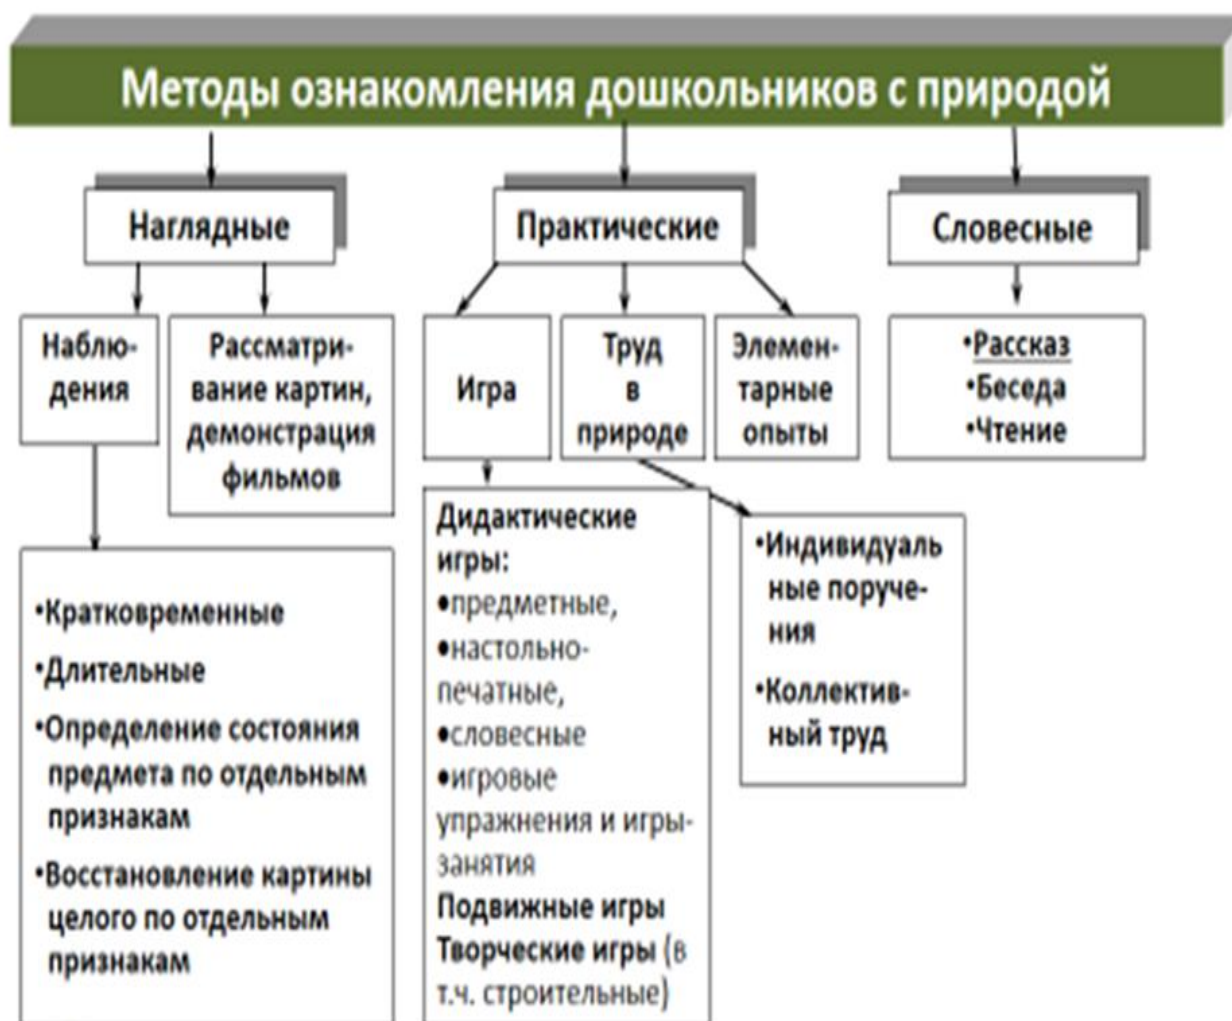 Методы ознакомления дошкольников с природой
Наглядные
Практические
Словесные
Наблю-
дения
Рассматри-
вание картин,
демонстрация
фильмов
Игра
Труд
в
природе
Элемен-
тарные
опыты
•Рассказ
•Беседа
•Чтение
•Кратковременные
•Длительные
•Определение состояния
предмета по отдельным
признакам
•Восстановление картины
целого по отдельным
признакам
Дидактические
игры:
•предметные,
•настольно-
печатные,
•словесные
•игровые
упражнения и игры-
занятия
Подвижные игры
Творческие игры (в
т.ч. строительные)
•Индивидуаль
ные поруче-
ния
•Коллектив-
ный труд